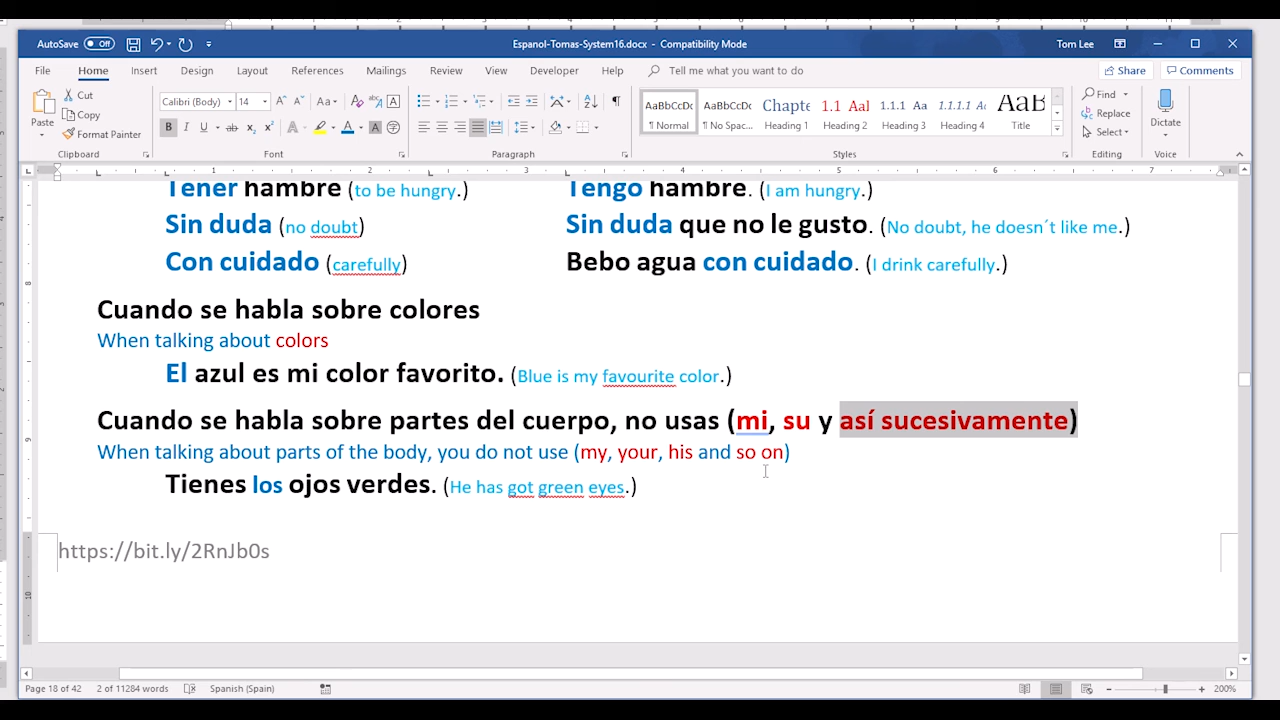 AutoSave Off Espanol-Tomas-System16.docx — Compatibility Mode Tom Lee
File Home Insert Design Layout References Mailings Review View Developer Help Tell me what you want to do Share Comments
Paste Cut Copy Format Painter
Calibri (Body) 14
AaBbCcDc AaBbCcDc Chapte 1.1 Aal 1.1.1 Aa 1.1.1.1 Aa AaB
¶ Normal ¶ No Spac... Heading 1 Heading 2 Heading 3 Heading 4 Title
Find Replace Select Dictate
Clipboard Font Paragraph Styles Editing Voice
Tener hambre (to be hungry.) Tengo hambre. (I am hungry.)
Sin duda (no doubt) Sin duda que no le gusto. (No doubt, he doesn´t like me.)
Con cuidado (carefully) Bebo agua con cuidado. (I drink carefully.)
Cuando se habla sobre colores
When talking about colors
El azul es mi color favorito. (Blue is my favourite color.)
Cuando se habla sobre partes del cuerpo, no usas (mi, su y así sucesivamente)
When talking about parts of the body, you do not use (my, your, his and so on)
Tienes los ojos verdes. (He has got green eyes.)
https://bit.ly/2RnJb0s
Page 18 of 42 2 of 11284 words Spanish (Spain) 200%